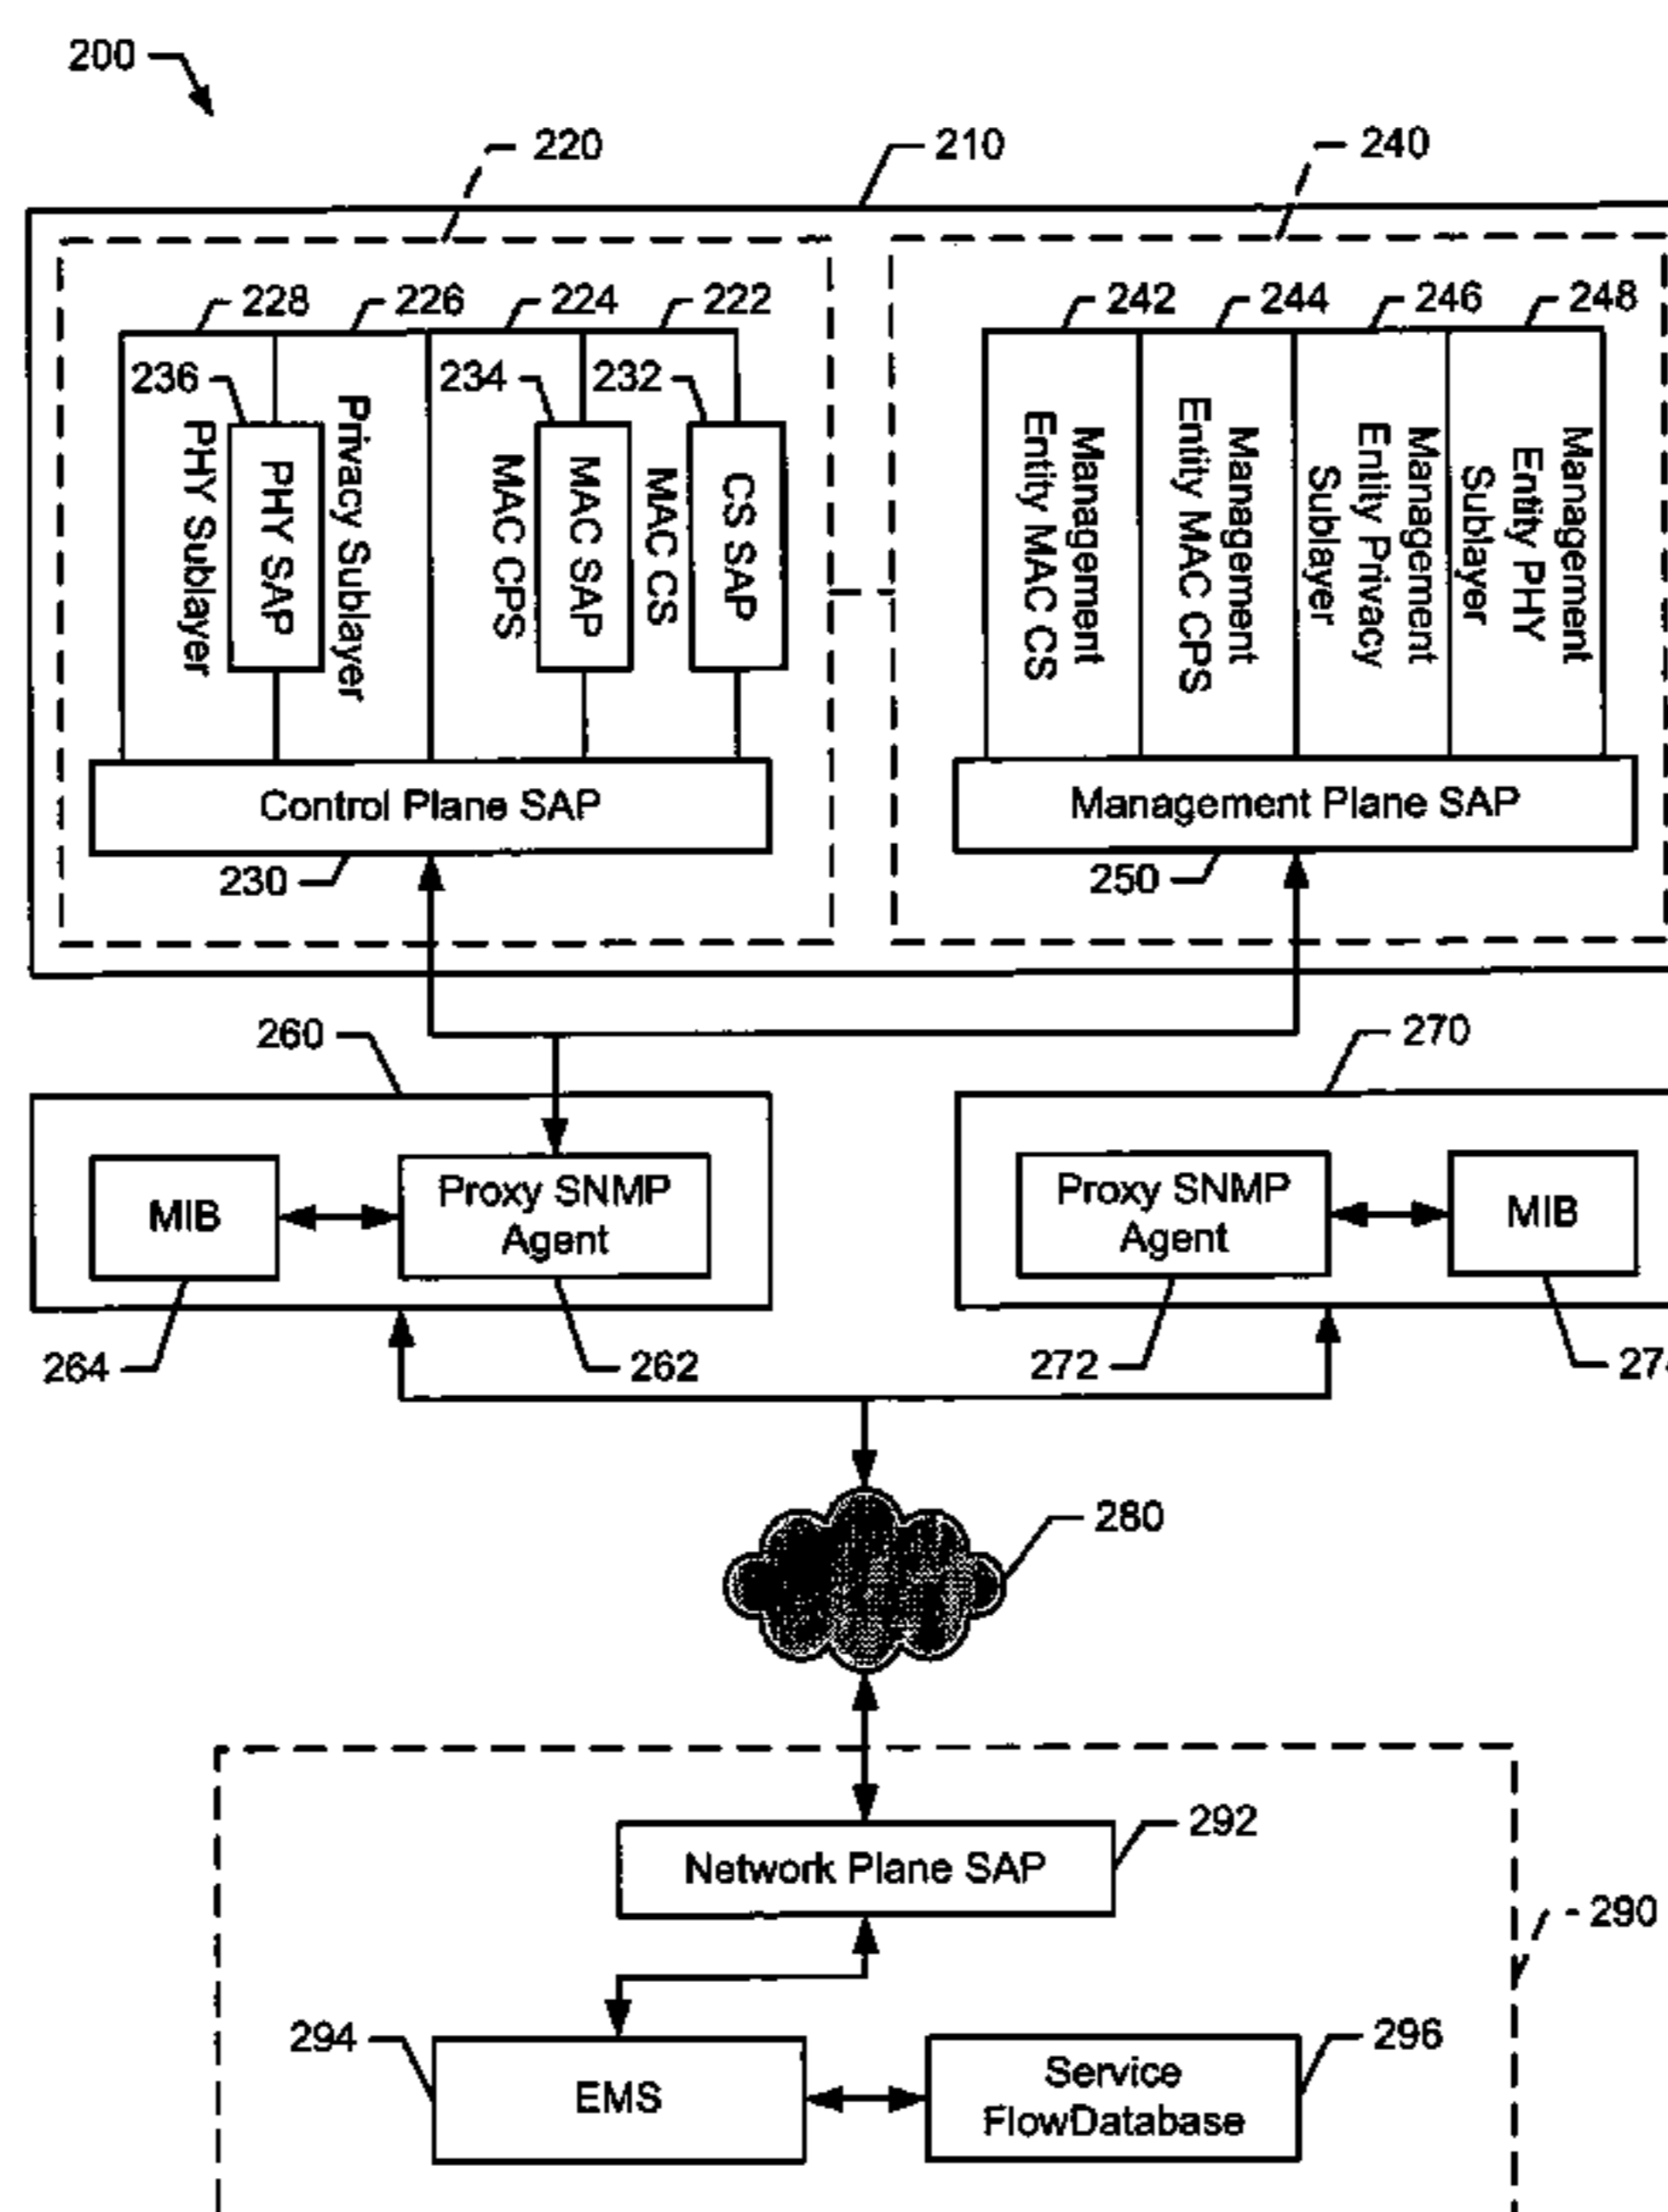 200
220
210
240
228
226
224
222
242
244
246
248
236
234
232
PHY Sublayer
PHY SAP
Privacy Sublayer
MAC CPS
MAC SAP
MAC CS
CS SAP
Management
Entity MAC CS
Management
Entity MAC CPS
Management
Entity Privacy
Sublayer
Management
Entity PHY
Sublayer
Control Plane SAP
Management Plane SAP
230
250
260
270
MIB
Proxy SNMP
Agent
Proxy SNMP
Agent
MIB
264
262
272
280
292
Network Plane SAP
290
294
296
EMS
Service
FlowDatabase